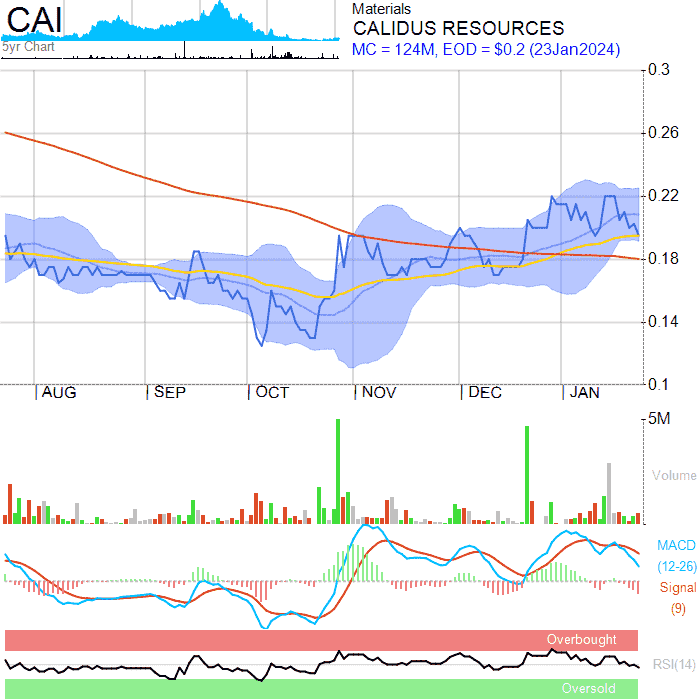 CAI
5yr Chart
Materials
CALIDUS RESOURCES
MC = 124M, EOD = $0.2 (23Jan2024)
0.3
0.26
0.22
0.18
0.14
0.1
AUG SEP OCT NOV DEC JAN
5M
Volume
MACD
(12-26)
Signal
(9)
Overbought
RSI(14)
Oversold